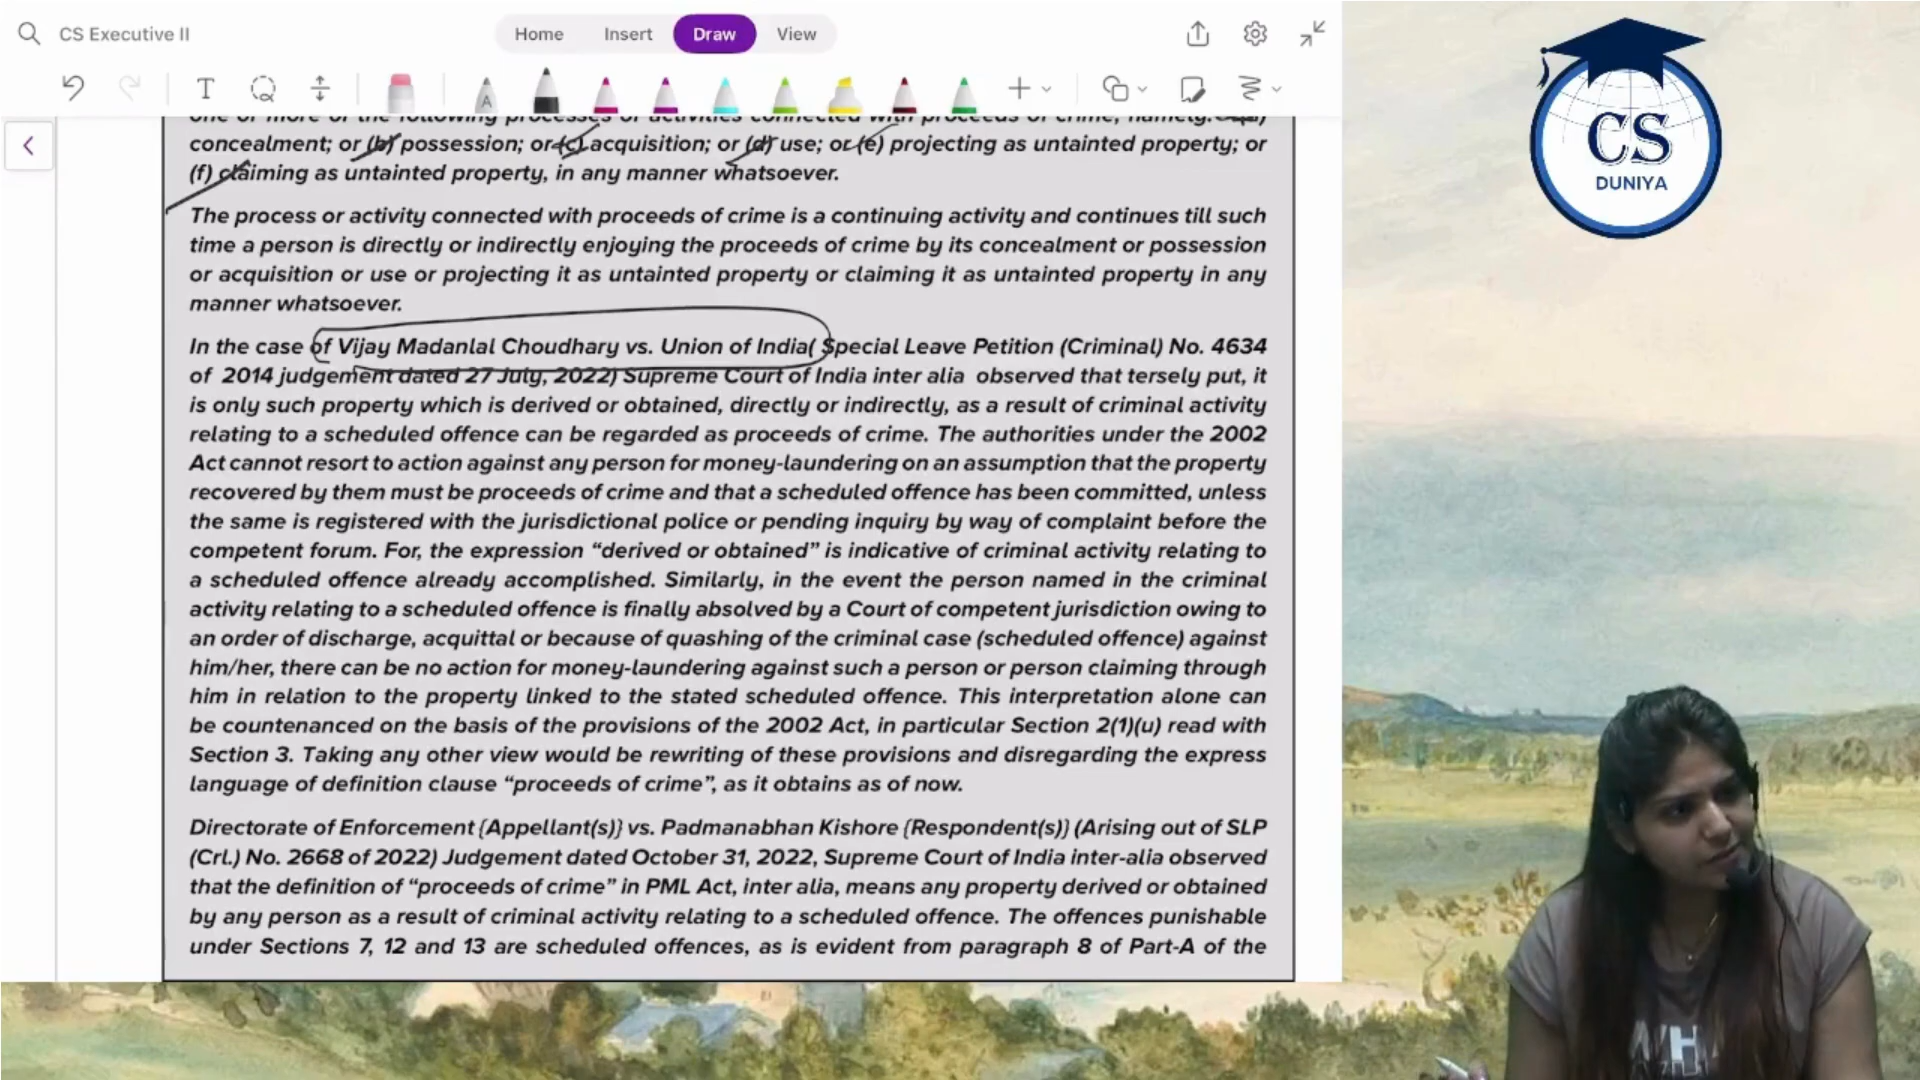 CS Executive II
Home Insert Draw View
A
one or more of the following processes or activities connected with proceeds of crime, namely:
concealment; or (b) possession; or (c) acquisition; or (d) use; or (e) projecting as untainted property; or
(f) claiming as untainted property, in any manner whatsoever.
The process or activity connected with proceeds of crime is a continuing activity and continues till such
time a person is directly or indirectly enjoying the proceeds of crime by its concealment or possession
or acquisition or use or projecting it as untainted property or claiming it as untainted property in any
manner whatsoever.
In the case of Vijay Madanlal Choudhary vs. Union of India( Special Leave Petition (Criminal) No. 4634
of 2014 judgement dated 27 July, 2022) Supreme Court of India inter alia observed that tersely put, it
is only such property which is derived or obtained, directly or indirectly, as a result of criminal activity
relating to a scheduled offence can be regarded as proceeds of crime. The authorities under the 2002
Act cannot resort to action against any person for money-laundering on an assumption that the property
recovered by them must be proceeds of crime and that a scheduled offence has been committed, unless
the same is registered with the jurisdictional police or pending inquiry by way of complaint before the
competent forum. For, the expression “derived or obtained” is indicative of criminal activity relating to
a scheduled offence already accomplished. Similarly, in the event the person named in the criminal
activity relating to a scheduled offence is finally absolved by a Court of competent jurisdiction owing to
an order of discharge, acquittal or because of quashing of the criminal case (scheduled offence) against
him/her, there can be no action for money-laundering against such a person or person claiming through
him in relation to the property linked to the stated scheduled offence. This interpretation alone can
be countenanced on the basis of the provisions of the 2002 Act, in particular Section 2(1)(u) read with
Section 3. Taking any other view would be rewriting of these provisions and disregarding the express
language of definition clause “proceeds of crime”, as it obtains as of now.
Directorate of Enforcement {Appellant(s)} vs. Padmanabhan Kishore {Respondent(s)} (Arising out of SLP
(Crl.) No. 2668 of 2022) Judgement dated October 31, 2022, Supreme Court of India inter-alia observed
that the definition of “proceeds of crime” in PML Act, inter alia, means any property derived or obtained
by any person as a result of criminal activity relating to a scheduled offence. The offences punishable
under Sections 7, 12 and 13 are scheduled offences, as is evident from paragraph 8 of Part-A of the
CS
DUNIYA